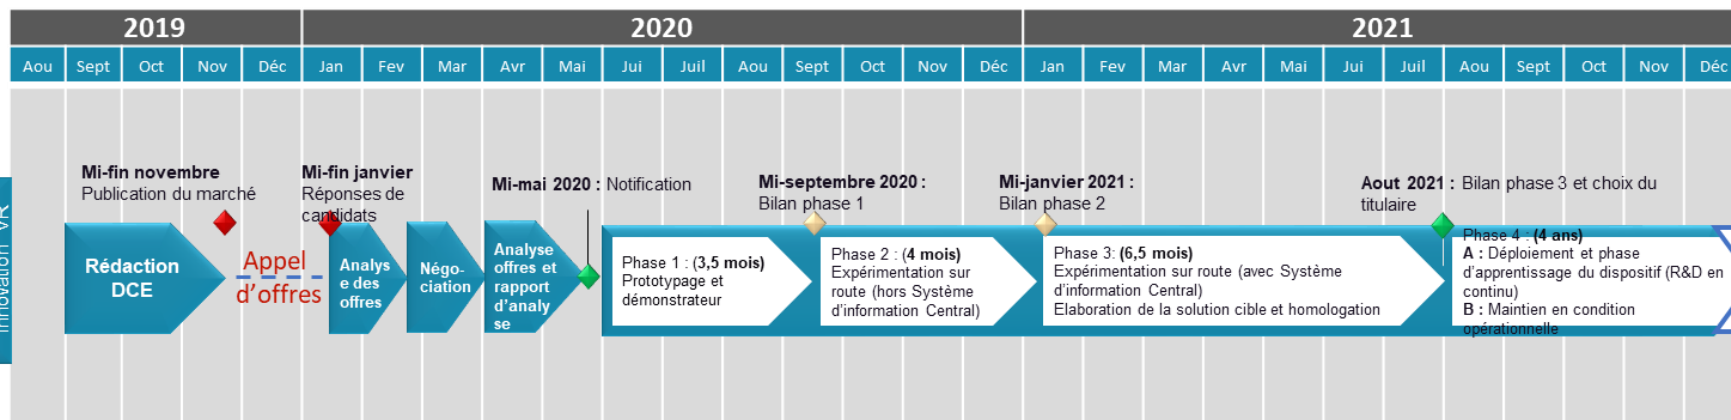 2019 2020 2021
Aou Sept Oct Nov Déc Jan Fev Mar Avr Mai Jui Juil Aou Sept Oct Nov Déc Jan Fev Mar Avr Mai Jui Juil Aou Sept Oct Nov Déc
Mi-fin novembre
Publication du marché
Mi-fin janvier
Réponses de
candidats
Mi-mai 2020 : Notification
Mi-septembre 2020 :
Bilan phase 1
Mi-janvier 2021 :
Bilan phase 2
Aout 2021 : Bilan phase 3 et choix du
titulaire
Innovation VR
Rédaction
DCE
Appel
d’offres
Analys
e des
offres
Négo-
ciation
Analyse
offres et
rapport
d’analy
se
Phase 1 : (3,5 mois)
Prototypage et
démonstrateur
Phase 2 : (4 mois)
Expérimentation sur
route (hors Système
d’information Central)
Phase 3: (6,5 mois)
Expérimentation sur route (avec Système
d’information Central)
Elaboration de la solution cible et homologation
Phase 4 : (4 ans)
A : Déploiement et phase
d’apprentissage du dispositif (R&D en
continu)
B : Maintien en condition
opérationnelle